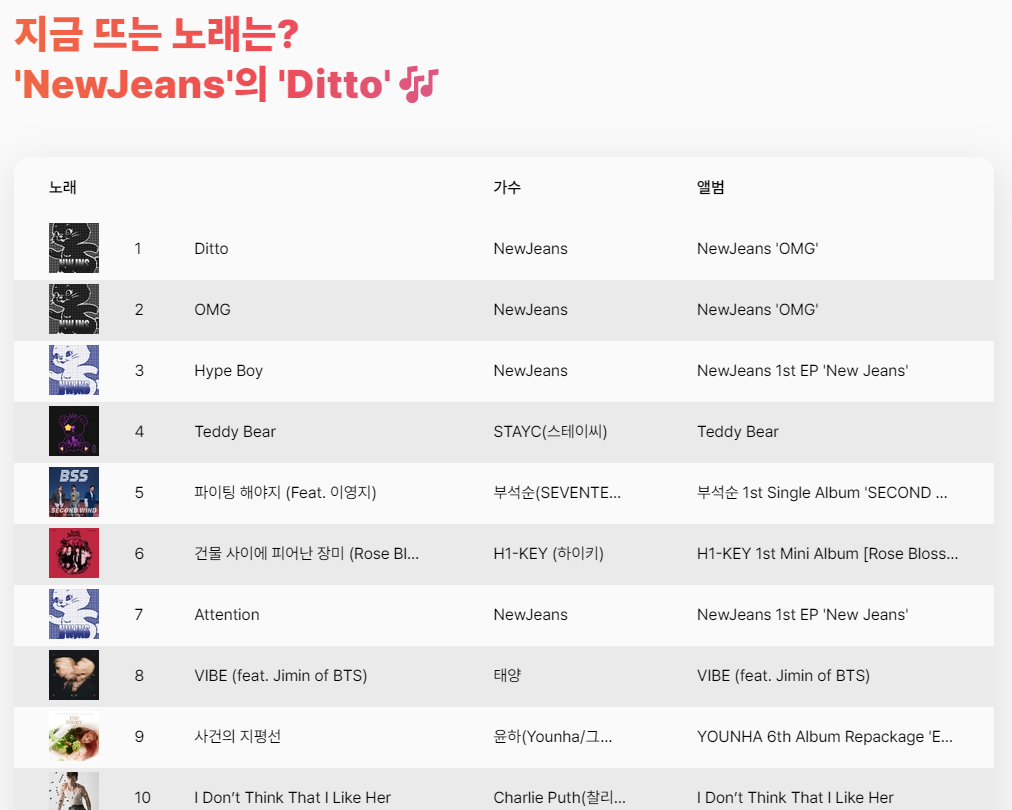 지금 뜨는 노래는?
'NewJeans'의 'Ditto'🎶
노래 가수 앨범
1 Ditto NewJeans NewJeans 'OMG'
2 OMG NewJeans NewJeans 'OMG'
3 Hype Boy NewJeans NewJeans 1st EP 'New Jeans'
4 Teddy Bear STAYC(스테이씨) Teddy Bear
BSS
SECOND WIND
5 파이팅 해야지 (Feat. 이영지) 부석순(SEVENTE... 부석순 1st Single Album 'SECOND ...
6 건물 사이에 피어난 장미 (Rose Bl... H1-KEY (하이키) H1-KEY 1st Mini Album [Rose Bloss...
7 Attention NewJeans NewJeans 1st EP 'New Jeans'
8 VIBE (feat. Jimin of BTS) 태양 VIBE (feat. Jimin of BTS)
9 사건의 지평선 윤하(Younha/그... YOUNHA 6th Album Repackage 'E...
10 I Don’t Think That I Like Her Charlie Puth(찰리... I Don’t Think That I Like Her